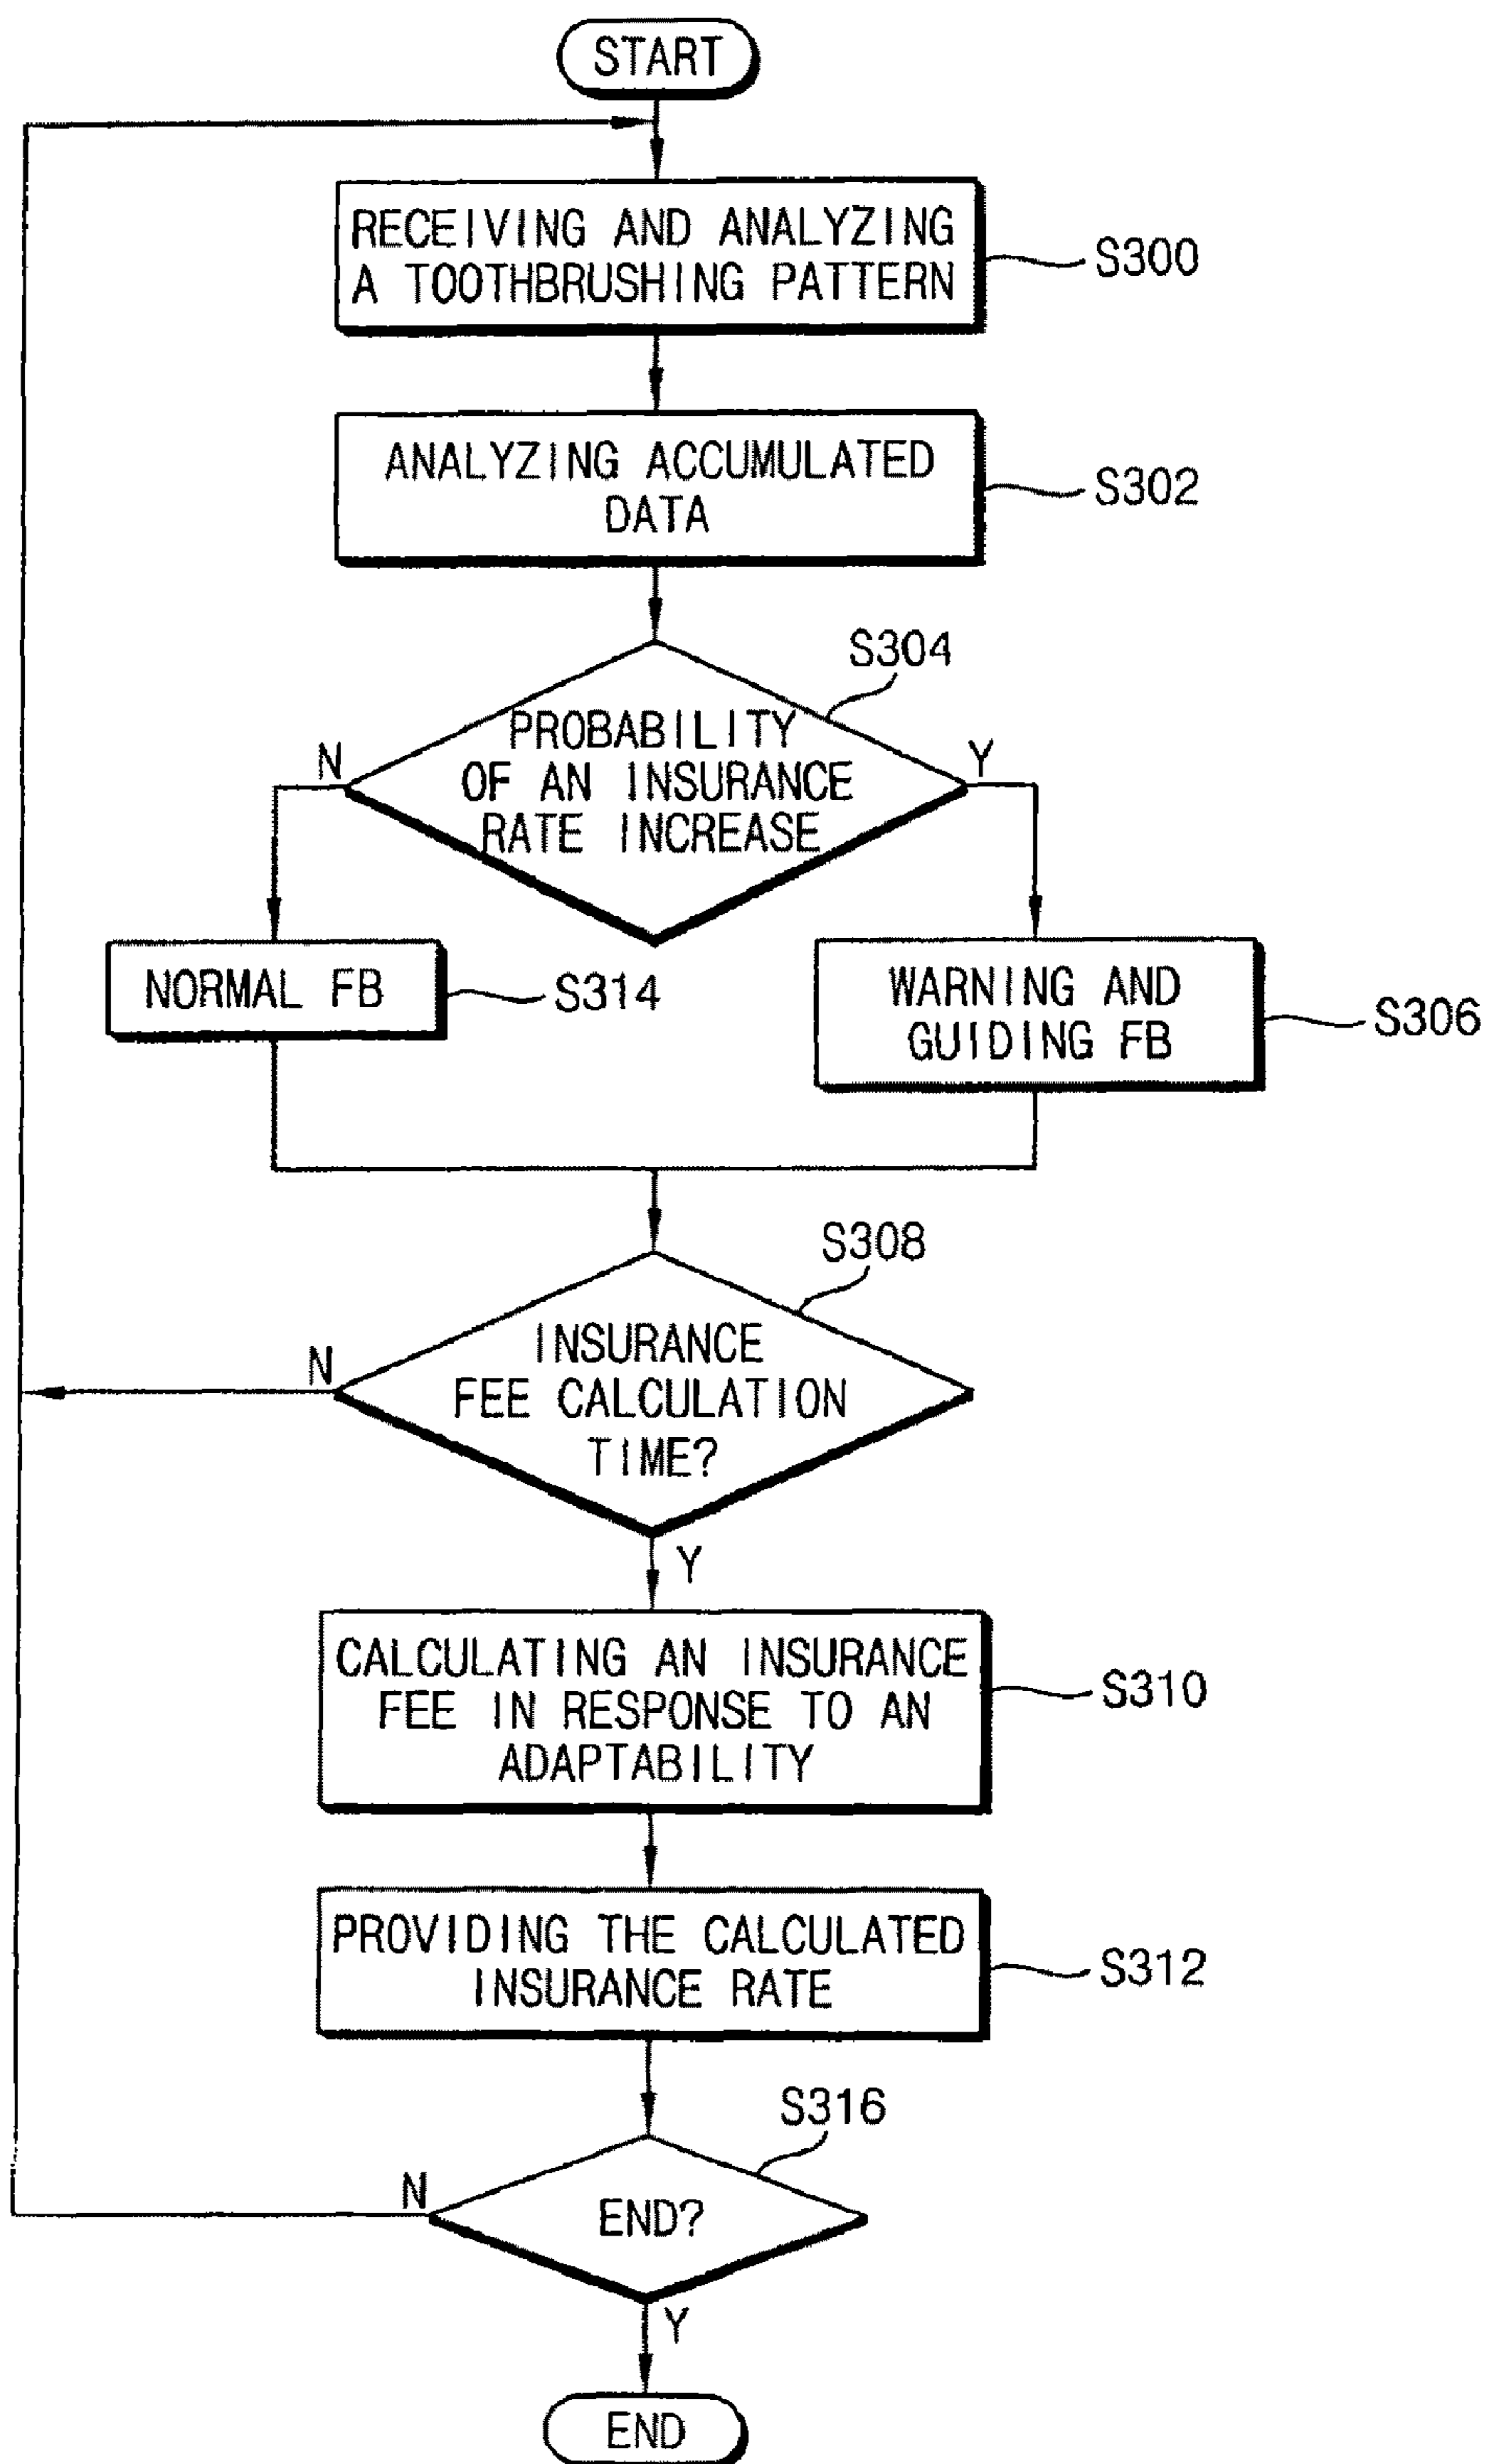 START
RECEIVING AND ANALYZING
A TOOTHBRUSHING PATTERN
S300
ANALYZING ACCUMULATED
DATA
S302
S304
PROBABILITY
OF AN INSURANCE
RATE INCREASE
N
Y
NORMAL FB
S314
WARNING AND
GUIDING FB
S306
S308
INSURANCE
FEE CALCULATION
TIME?
N
Y
CALCULATING AN INSURANCE
FEE IN RESPONSE TO AN
ADAPTABILITY
S310
PROVIDING THE CALCULATED
INSURANCE RATE
S312
S316
END?
N
Y
END